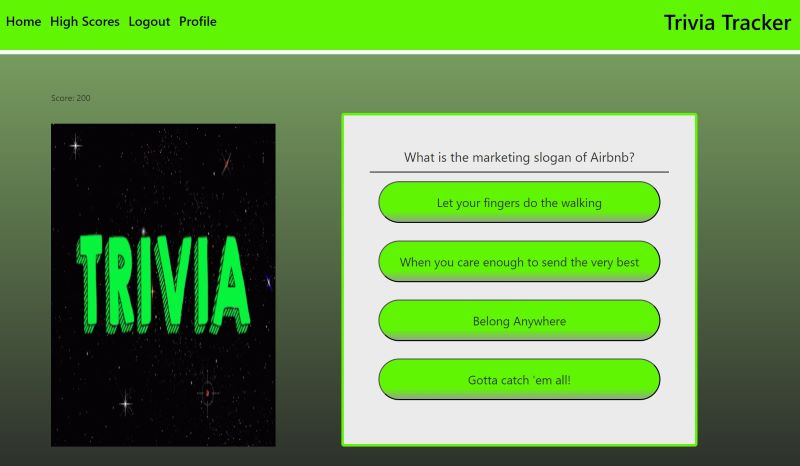 Home High Scores Logout Profile
Trivia Tracker
Score: 200
TRIVIA
What is the marketing slogan of Airbnb?
Let your fingers do the walking
When you care enough to send the very best
Belong Anywhere
Gotta catch 'em all!